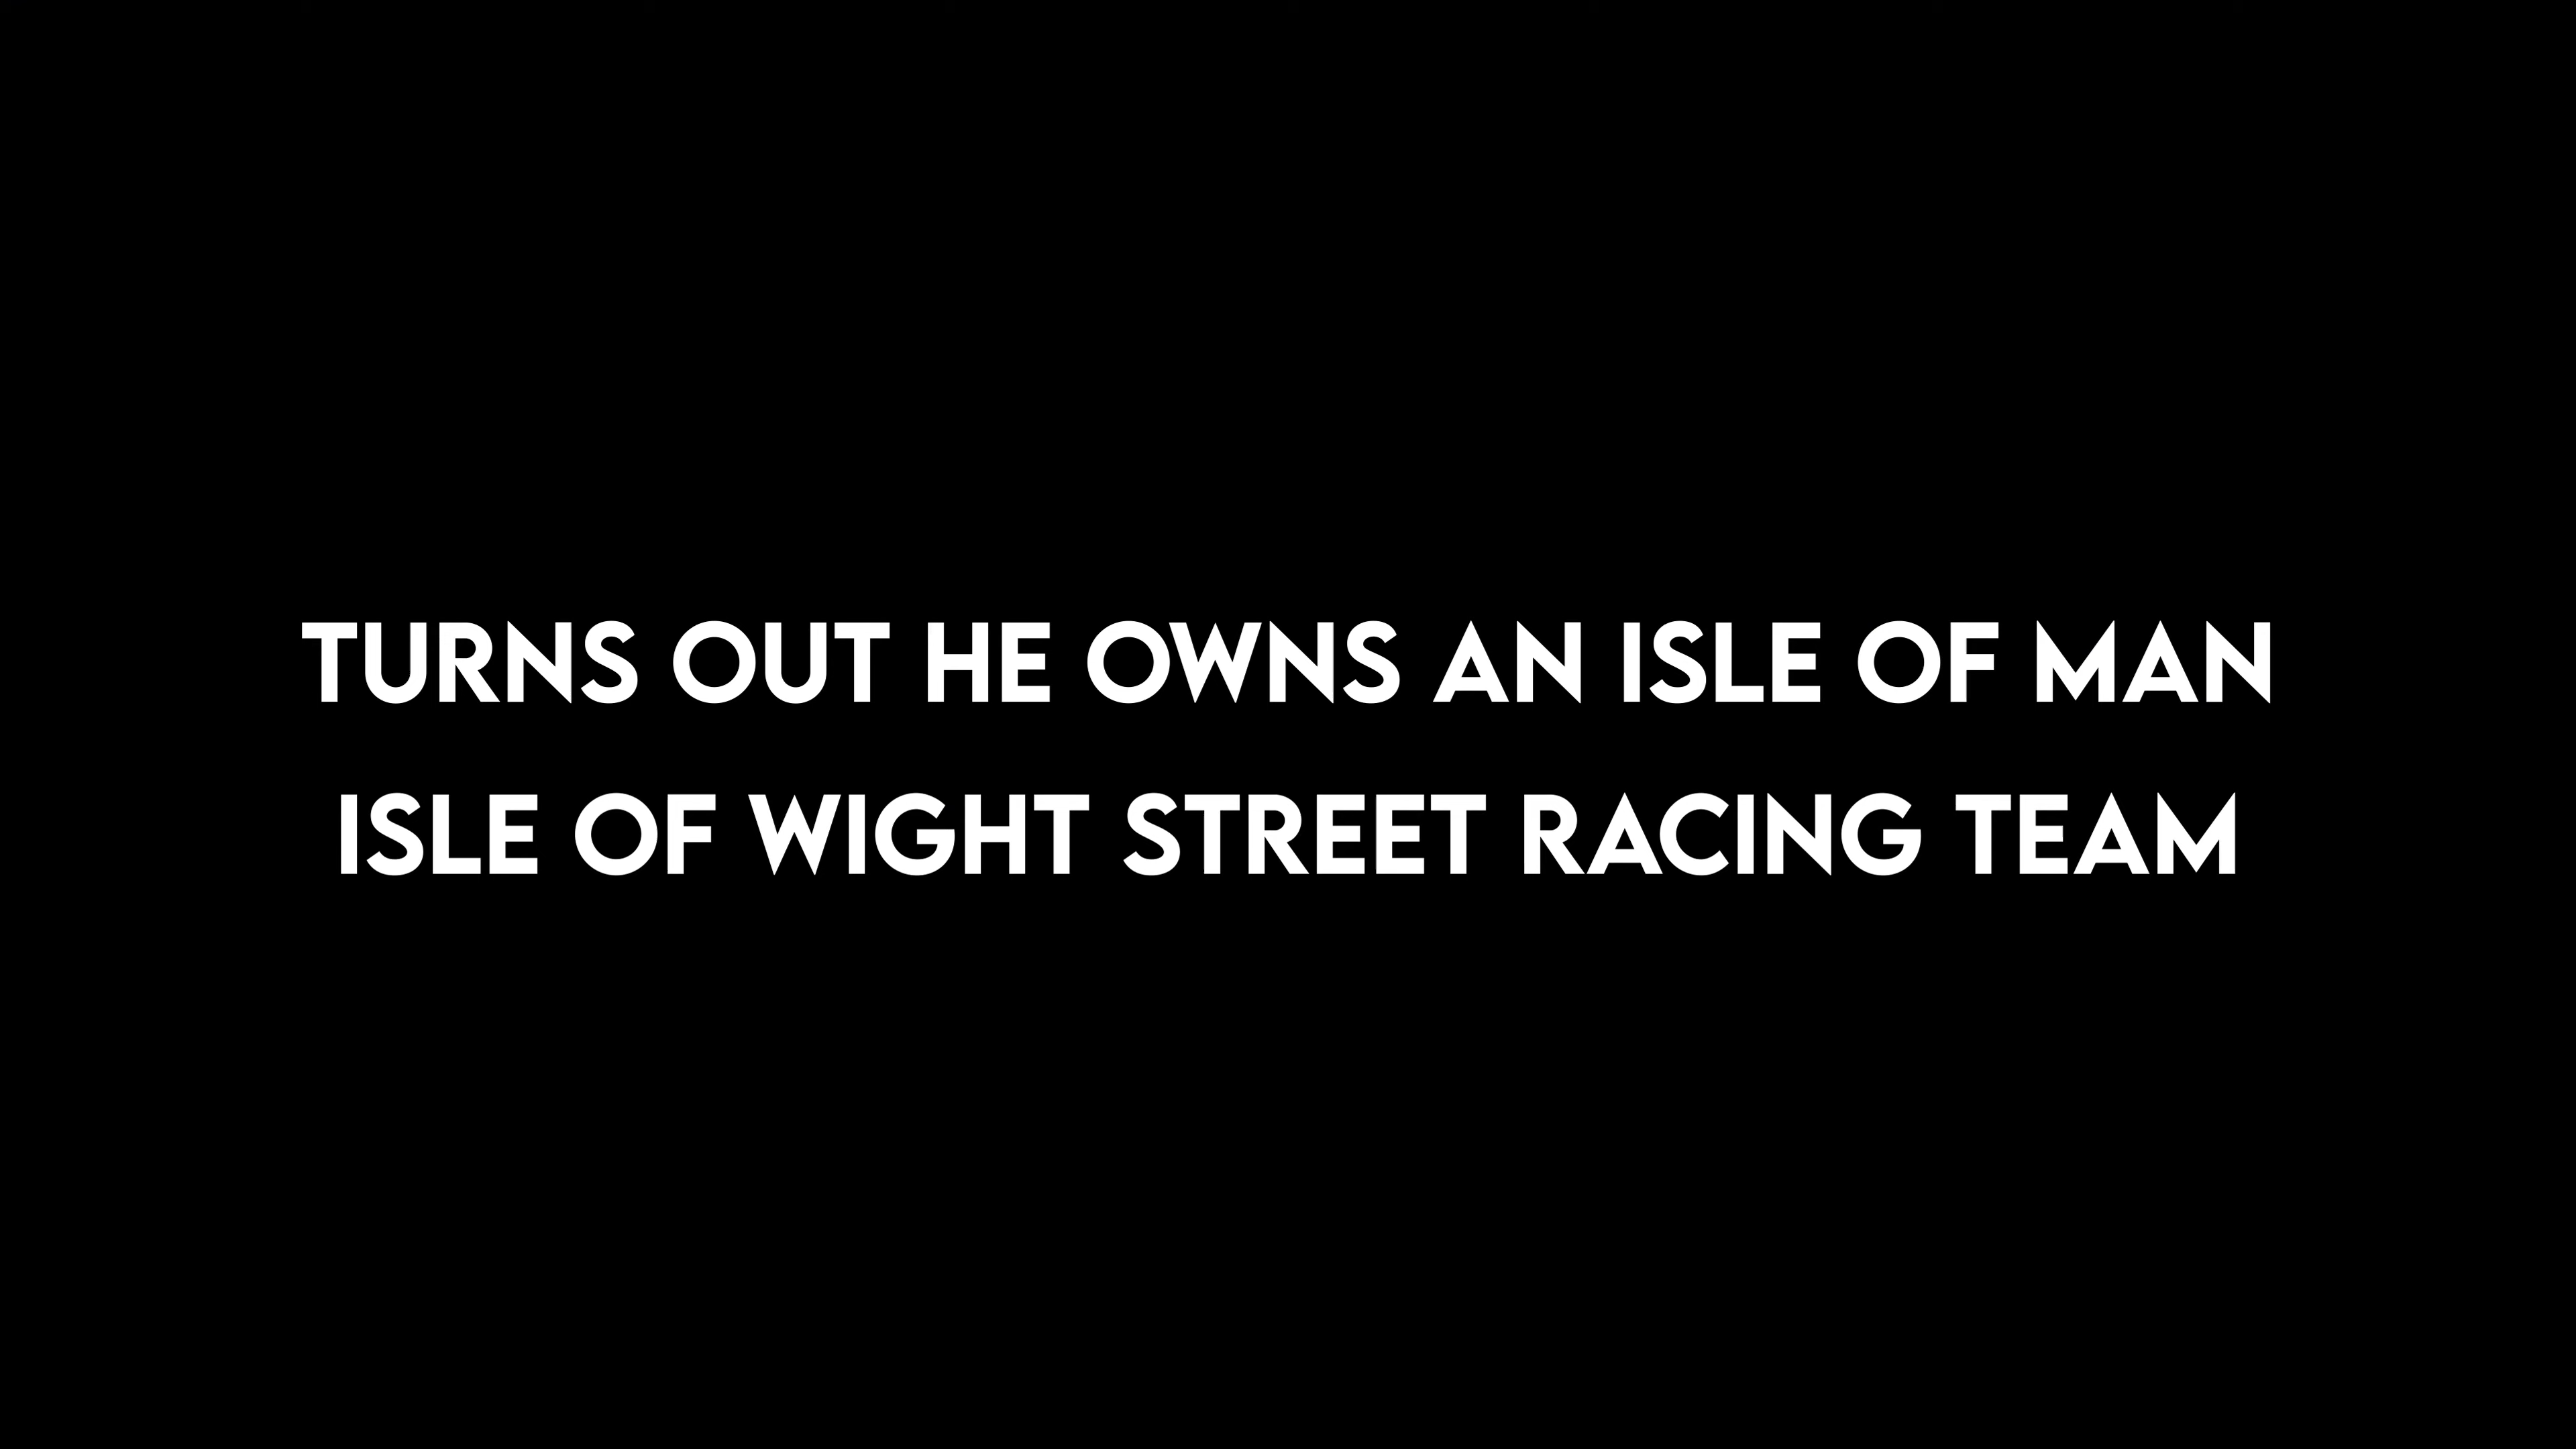 TURNS OUT HE OWNS AN ISLE OF MAN
ISLE OF WIGHT STREET RACING TEAM